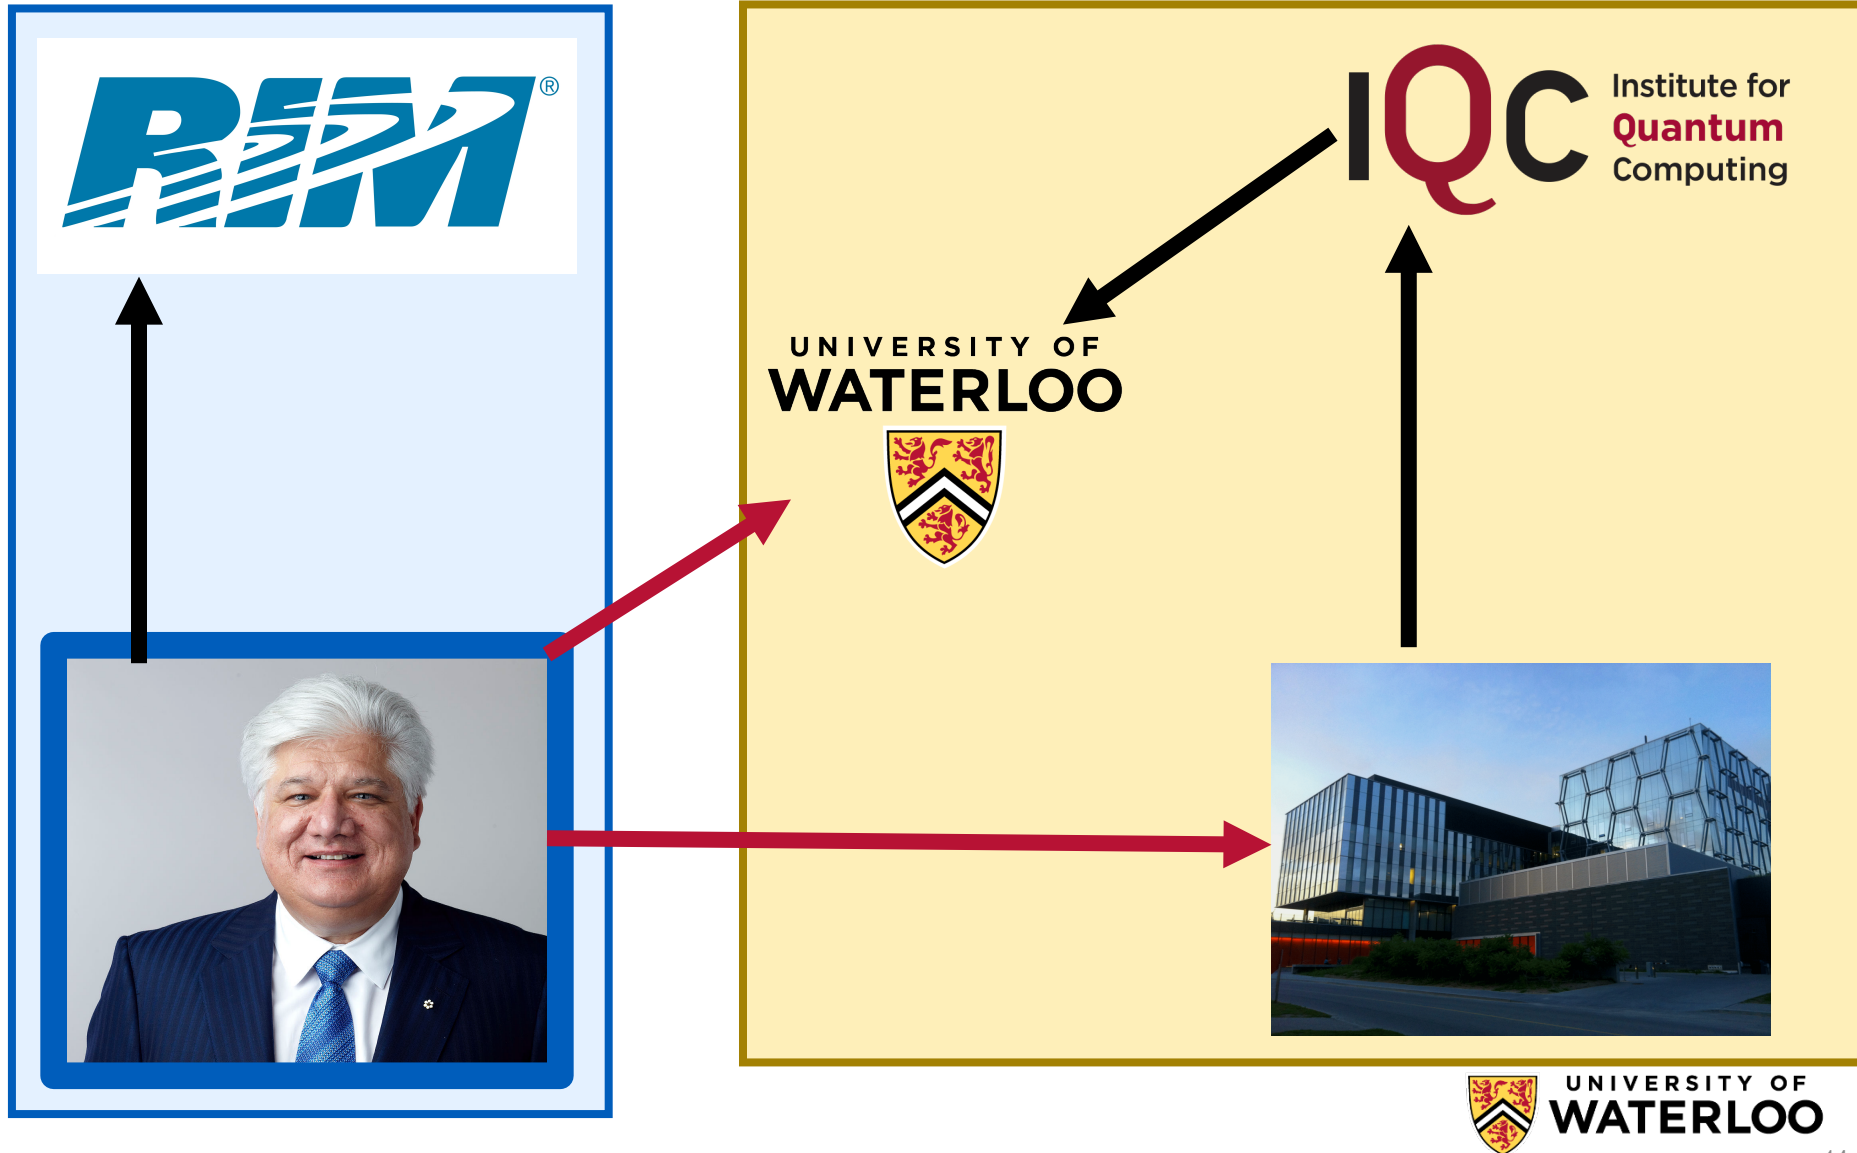 RIM®
IQC
Institute for
Quantum
Computing
UNIVERSITY OF
WATERLOO
UNIVERSITY OF
WATERLOO